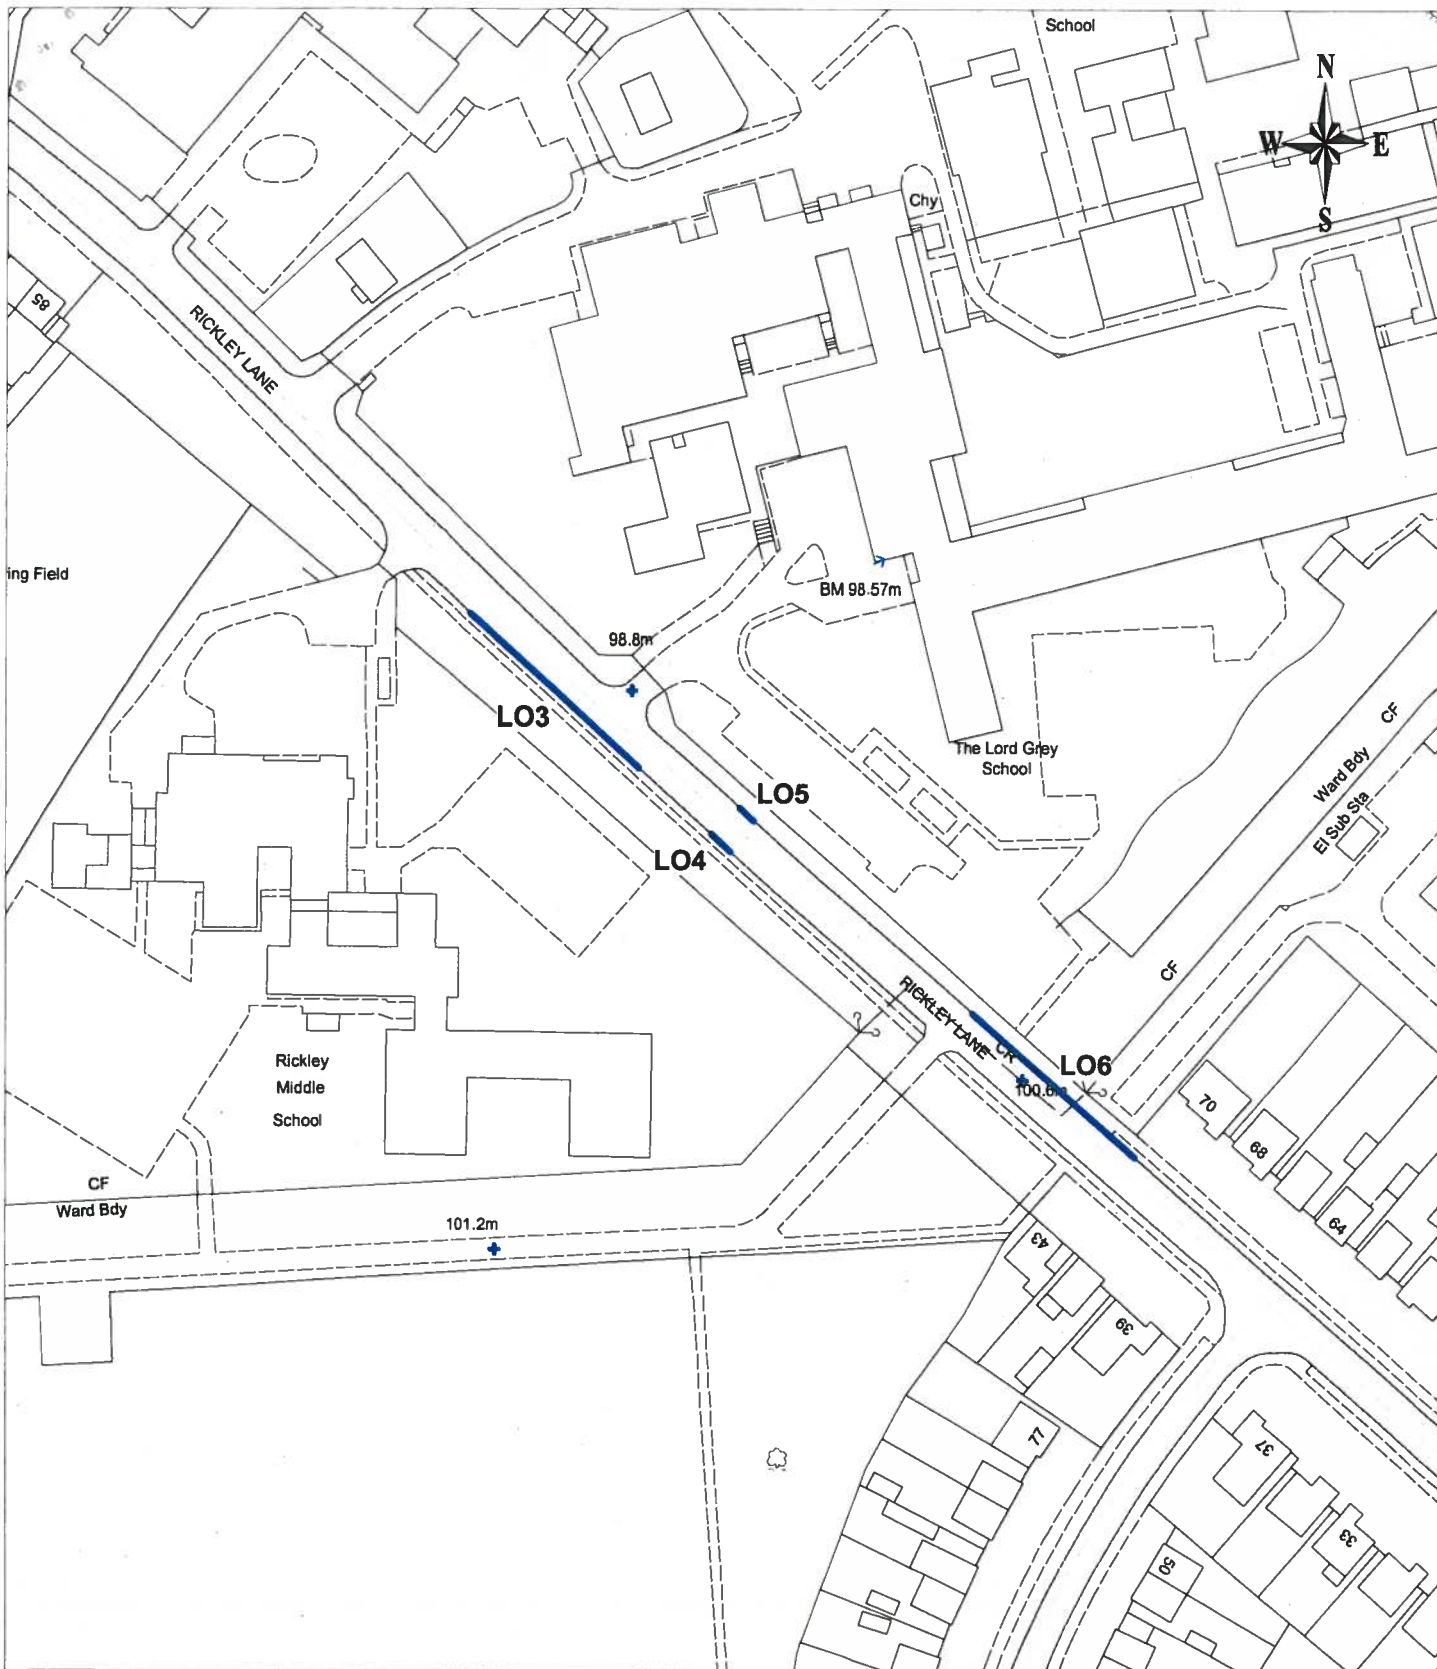 School
N
W E
S
Chy
85
RICKLEY LANE
ing Field
BM 98.57m
98.8m
LO3
The Lord Grey
School
CF
Ward Bdy
El Sub Sta
LO5
LO4
CF
RICKLEY LANE
CR
LO6
100.6m
Rickley
Middle
School
70
68
64
CF
Ward Bdy
101.2m
43
39
77
37
33
50